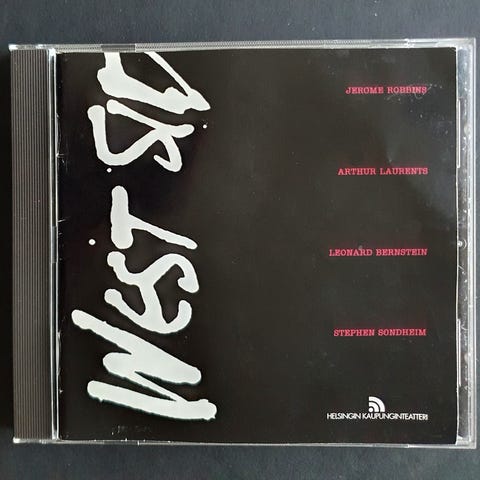 WEST SID
JEROME ROBBINS
ARTHUR LAURENTS
LEONARD BERNSTEIN
STEPHEN SONDHEIM
HELSINGIN KAUPUNGINTEATTERI